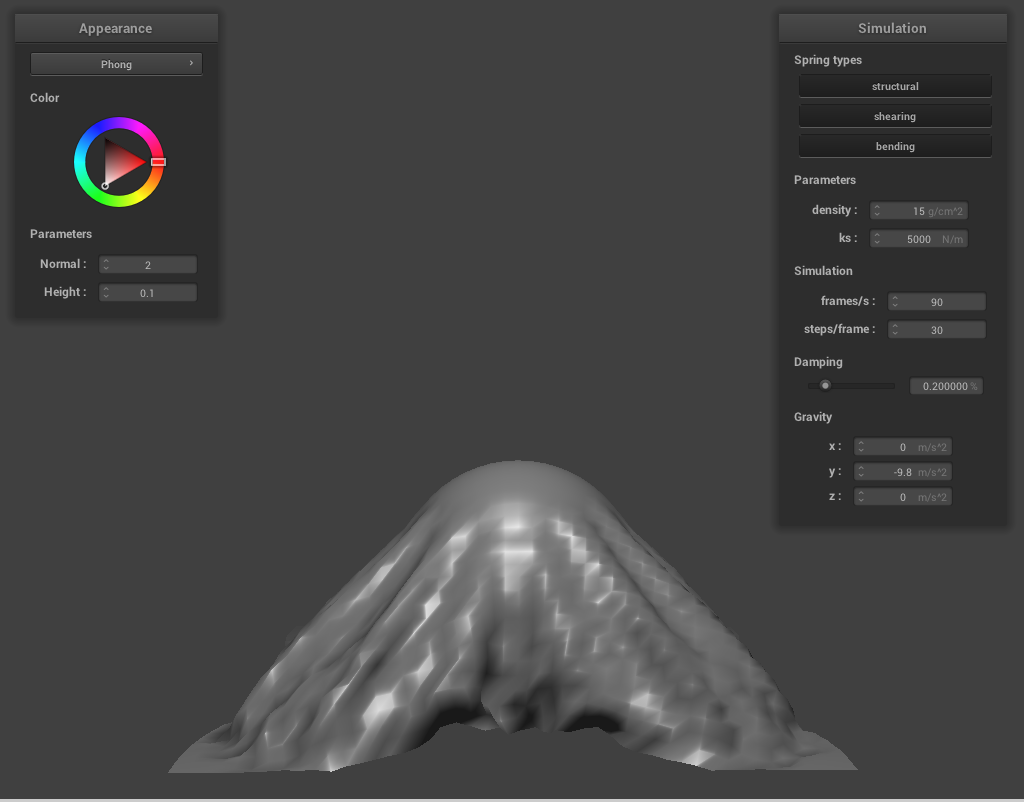 Appearance
Phong ›
Color
Parameters
Normal : 2
Height : 0.1
Simulation
Spring types
structural
shearing
bending
Parameters
density : 15 g/cm^2
ks : 5000 N/m
Simulation
frames/s : 90
steps/frame : 30
Damping
0.200000 %
Gravity
x : 0 m/s^2
y : -9.8 m/s^2
z : 0 m/s^2